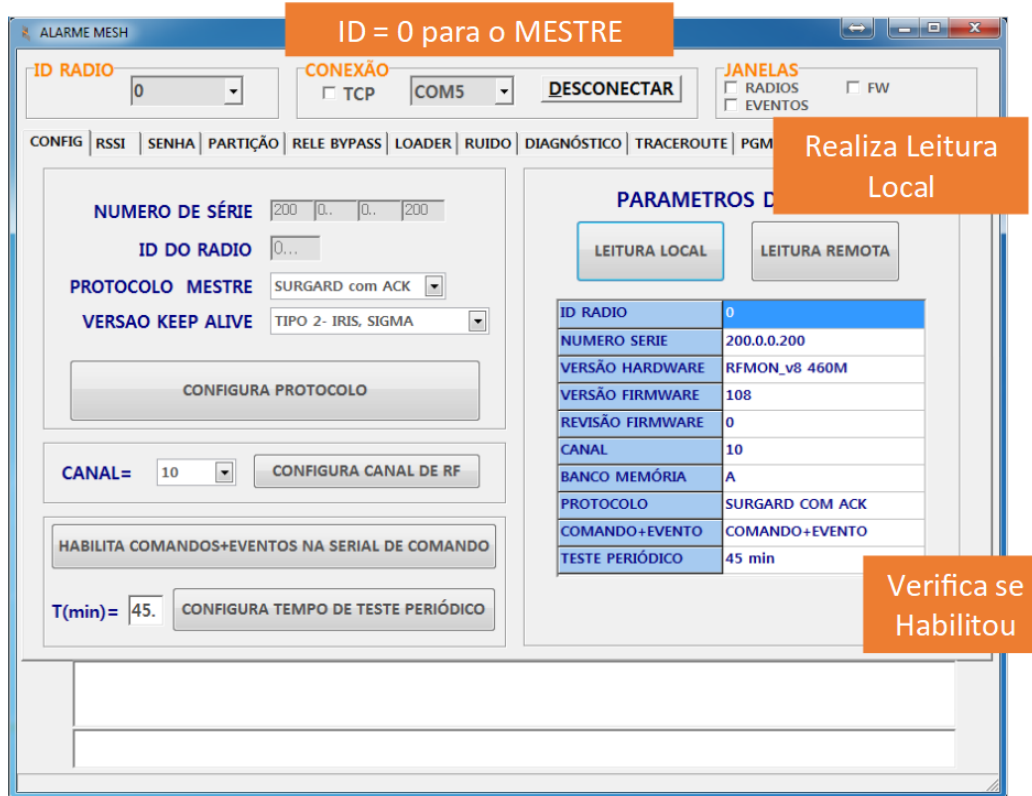 ALARME MESH
ID = 0 para o MESTRE
ID RADIO
0
CONEXÃO
TCP
COM5
DESCONECTAR
JANELAS
RADIOS
FW
EVENTOS
CONFIG RSSI SENHA PARTIÇÃO RELE BYPASS LOADER RUIDO DIAGNÓSTICO TRACEROUTE PGM
Realiza Leitura
Local
NUMERO DE SÉRIE 200 0.. 0.. 200
ID DO RADIO 0...
PROTOCOLO MESTRE SURGARD com ACK
VERSAO KEEP ALIVE TIPO 2- IRIS, SIGMA
CONFIGURA PROTOCOLO
CANAL= 10 CONFIGURA CANAL DE RF
HABILITA COMANDOS+EVENTOS NA SERIAL DE COMANDO
T(min)= 45. CONFIGURA TEMPO DE TESTE PERIÓDICO
PARAMETROS D
LEITURA LOCAL LEITURA REMOTA
ID RADIO 0
NUMERO SERIE 200.0.0.200
VERSÃO HARDWARE RFMON_v8 460M
VERSÃO FIRMWARE 108
REVISÃO FIRMWARE 0
CANAL 10
BANCO MEMÓRIA A
PROTOCOLO SURGARD COM ACK
COMANDO+EVENTO COMANDO+EVENTO
TESTE PERIÓDICO 45 min
Verifica se
Habilitou